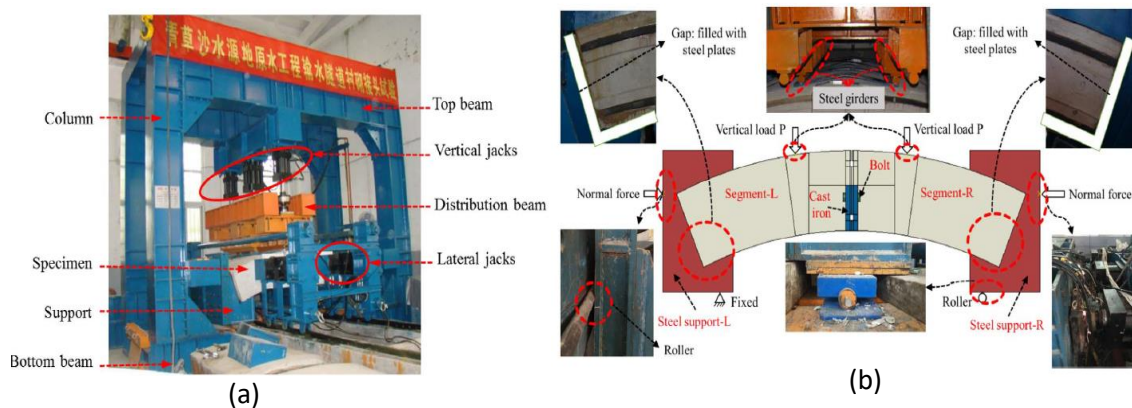 青草沙水源地原水工程输水隧道衬砌接头试验
Column
Top beam
Vertical jacks
Distribution beam
Lateral jacks
Specimen
Support
Bottom beam
(a)
Gap: filled with
steel plates
Steel girders
Gap: filled with
steel plates
Vertical load P
Vertical load P
Normal force
Segment-L
Bolt
Cast
iron
Segment-R
Normal force
Fixed
Roller
Steel support-L
Steel support-R
Roller
(b)